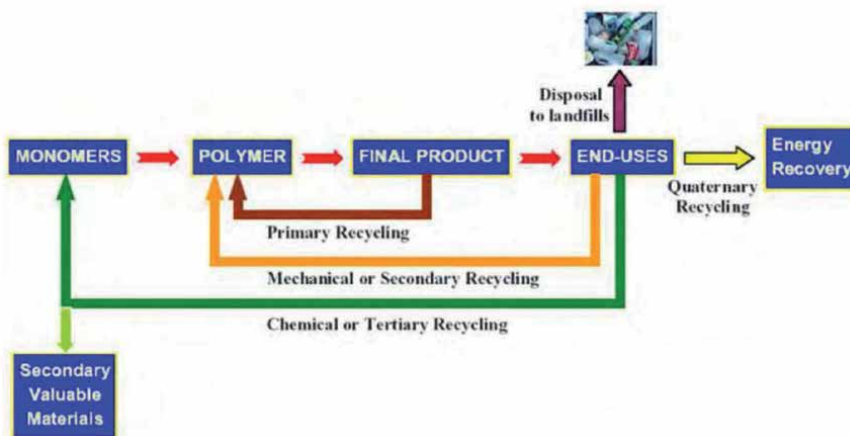 Disposal
to landfills
MONOMERS
POLYMER
FINAL PRODUCT
END-USES
Energy
Recovery
Quaternary
Recycling
Primary Recycling
Mechanical or Secondary Recycling
Chemical or Tertiary Recycling
Secondary
Valuable
Materials